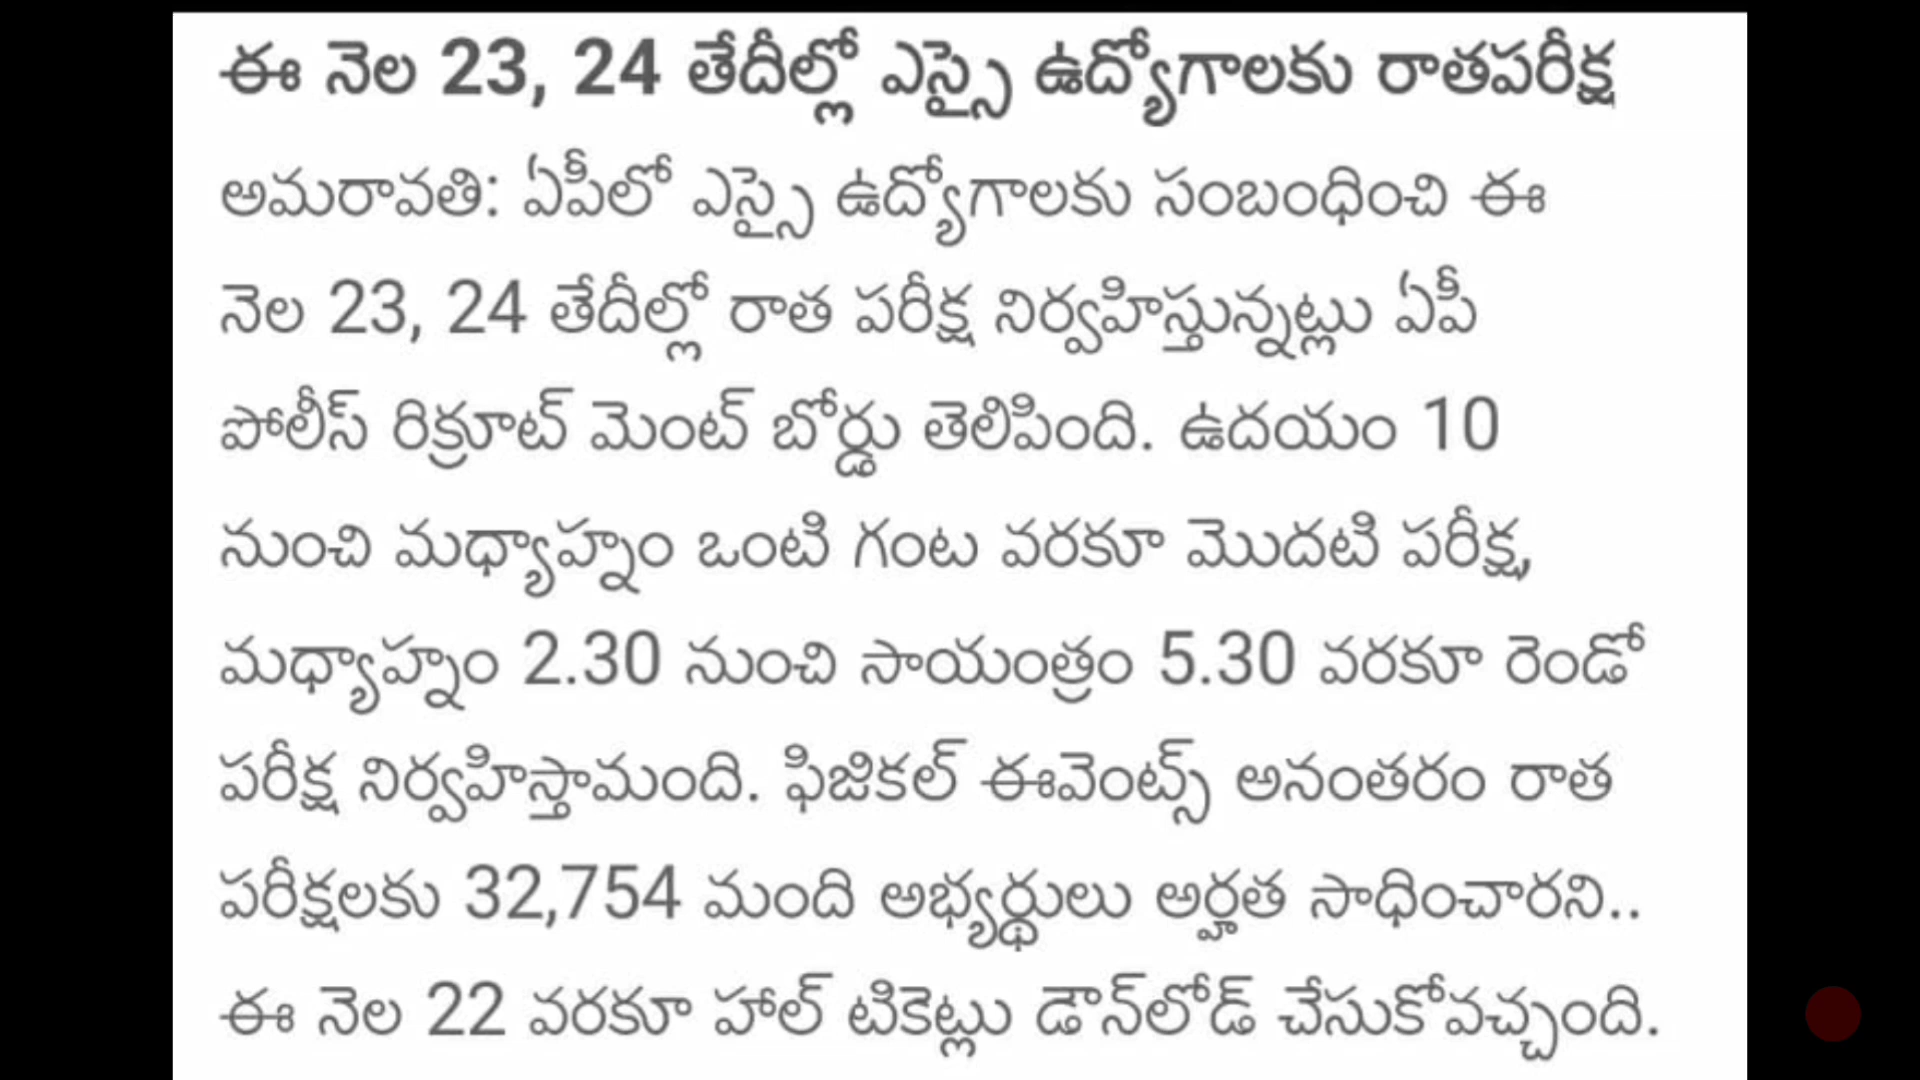 ఈ నెల 23, 24 తేదీల్లో ఎస్సై ఉద్యోగాలకు రాతపరీక్ష
అమరావతి: ఏపీలో ఎస్సై ఉద్యోగాలకు సంబంధించి ఈ
నెల 23, 24 తేదీల్లో రాత పరీక్ష నిర్వహిస్తున్నట్లు ఏపీ
పోలీస్ రిక్రూట్ మెంట్ బోర్డు తెలిపింది. ఉదయం 10
నుంచి మధ్యాహ్నం ఒంటి గంట వరకూ మొదటి పరీక్ష,
మధ్యాహ్నం 2.30 నుంచి సాయంత్రం 5.30 వరకూ రెండో
పరీక్ష నిర్వహిస్తామంది. ఫిజికల్ ఈవెంట్స్ అనంతరం రాత
పరీక్షలకు 32,754 మంది అభ్యర్థులు అర్హత సాధించారని..
ఈ నెల 22 వరకూ హాల్ టికెట్లు డౌన్‌లోడ్ చేసుకోవచ్చంది.